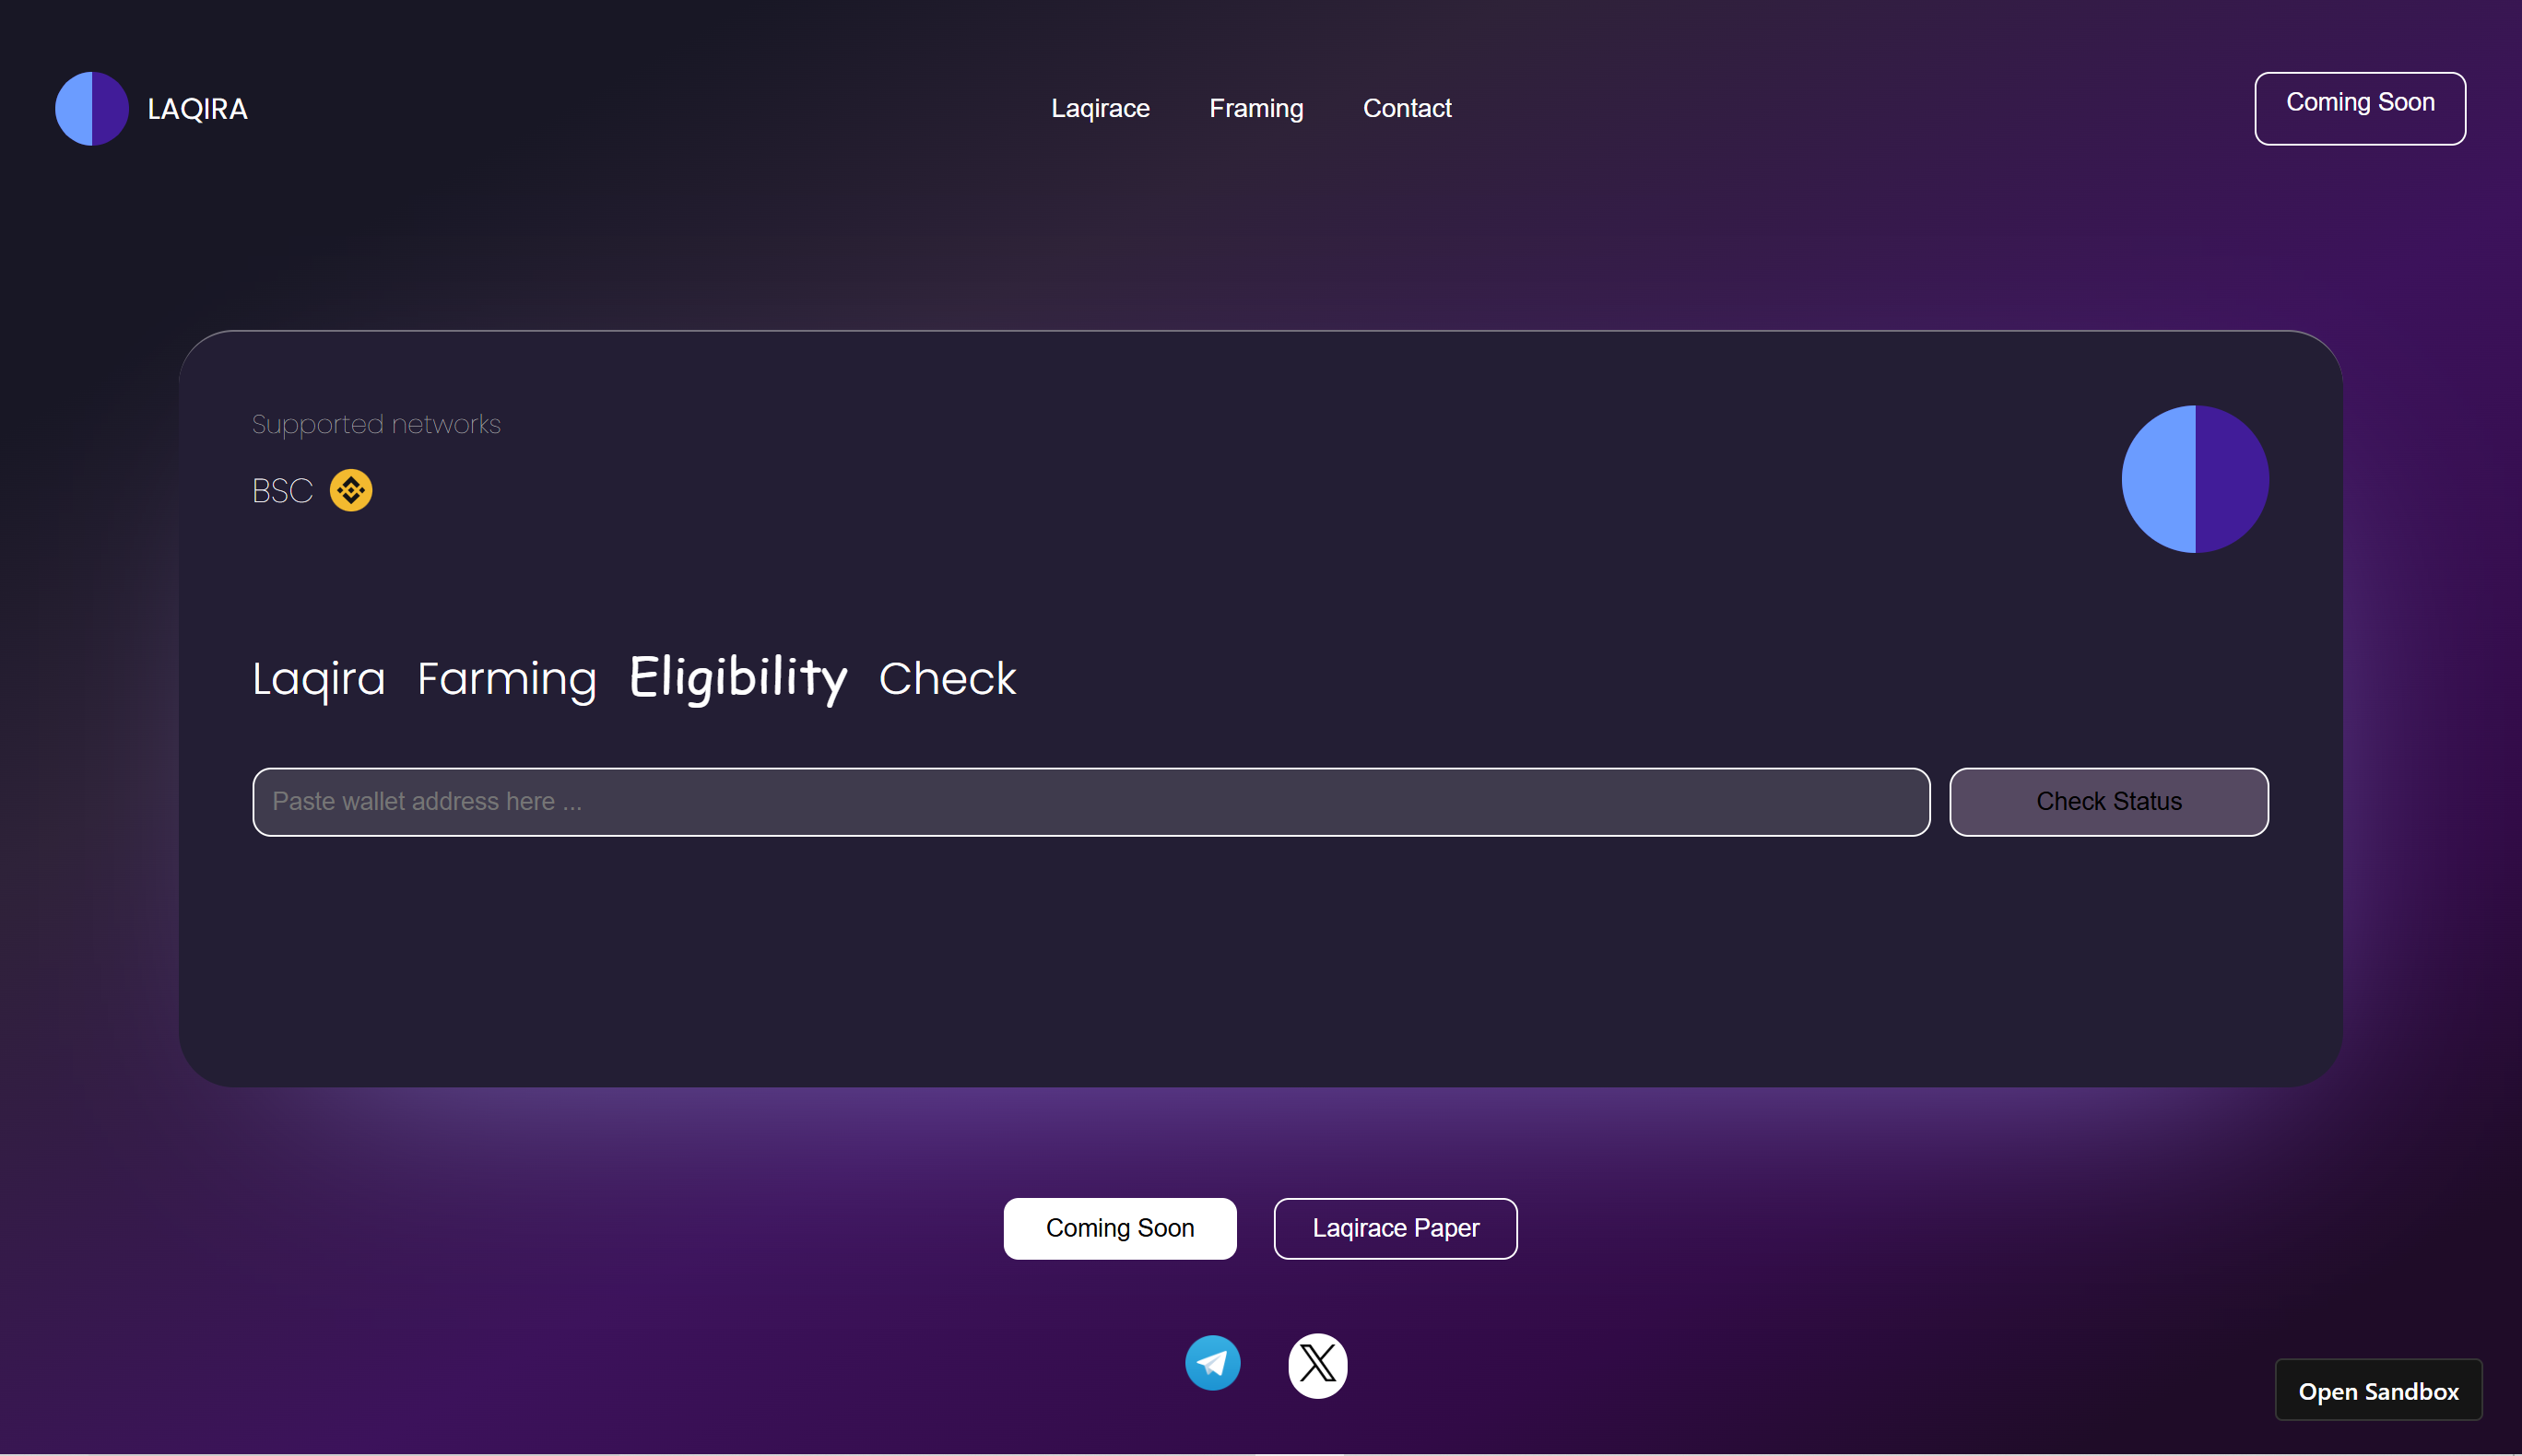 LAQIRA
Laqirace Framing Contact
Coming Soon
Supported networks
BSC
Laqira Farming Eligibility Check
Paste wallet address here ...
Check Status
Coming Soon
Laqirace Paper
Open Sandbox